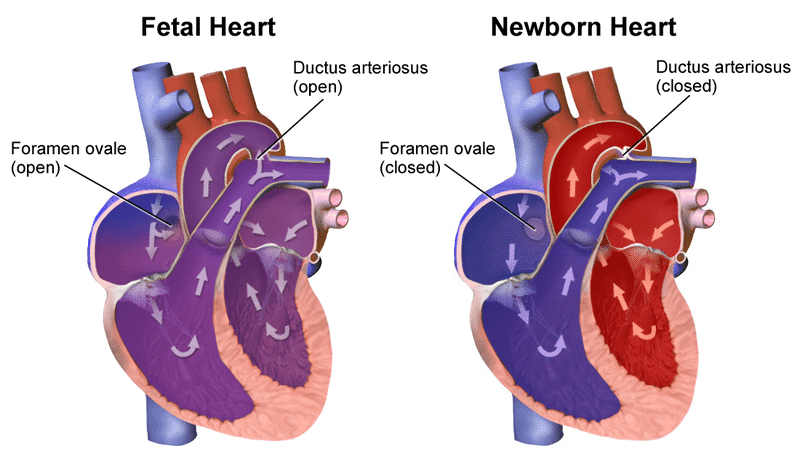 Fetal Heart
Ductus arteriosus
(open)
Foramen ovale
(open)
Newborn Heart
Ductus arteriosus
(closed)
Foramen ovale
(closed)